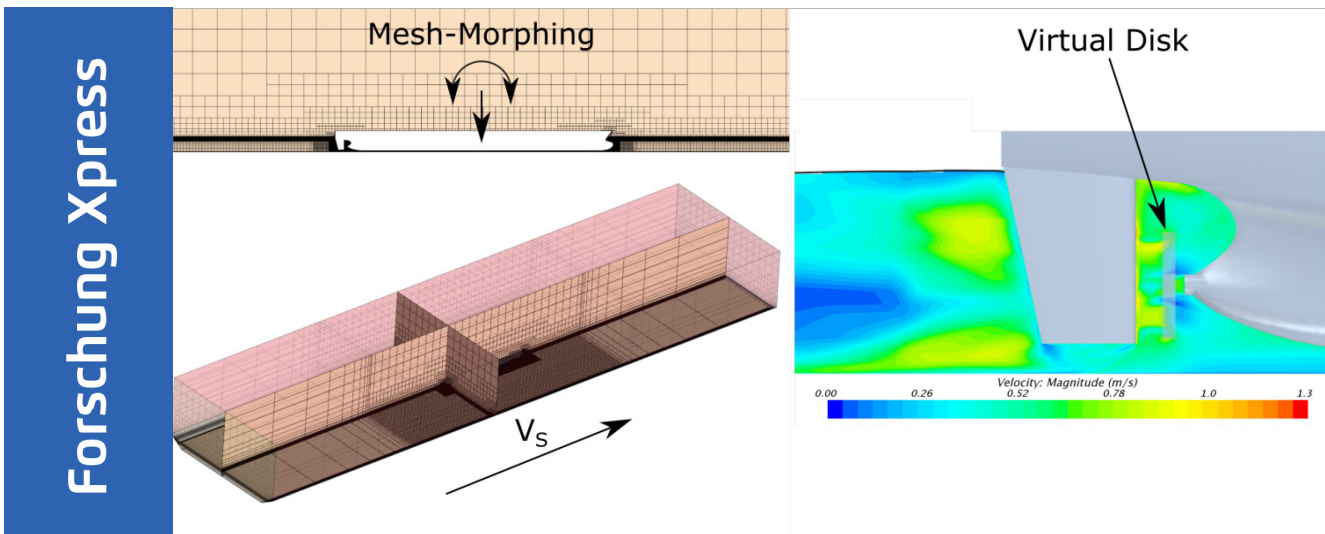 Forschung Xpress
Mesh-Morphing
V_S
Virtual Disk
Velocity: Magnitude (m/s)
0.00 0.26 0.52 0.78 1.0 1.3